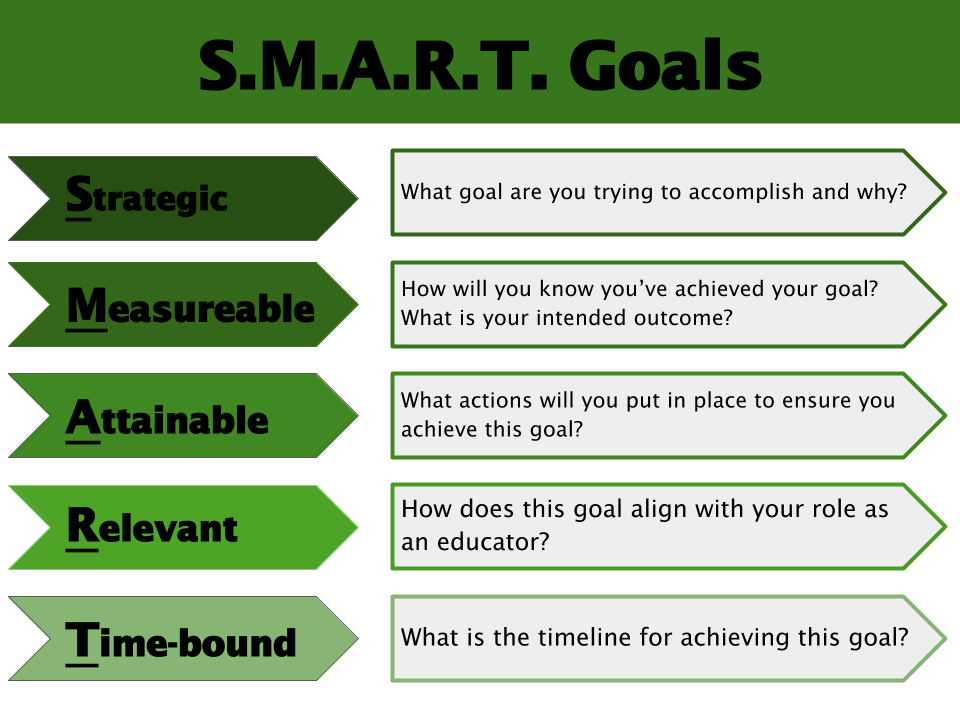 S.M.A.R.T. Goals
Strategic
What goal are you trying to accomplish and why?
Measureable
How will you know you’ve achieved your goal?
What is your intended outcome?
Attainable
What actions will you put in place to ensure you
achieve this goal?
Relevant
How does this goal align with your role as
an educator?
Time-bound
What is the timeline for achieving this goal?